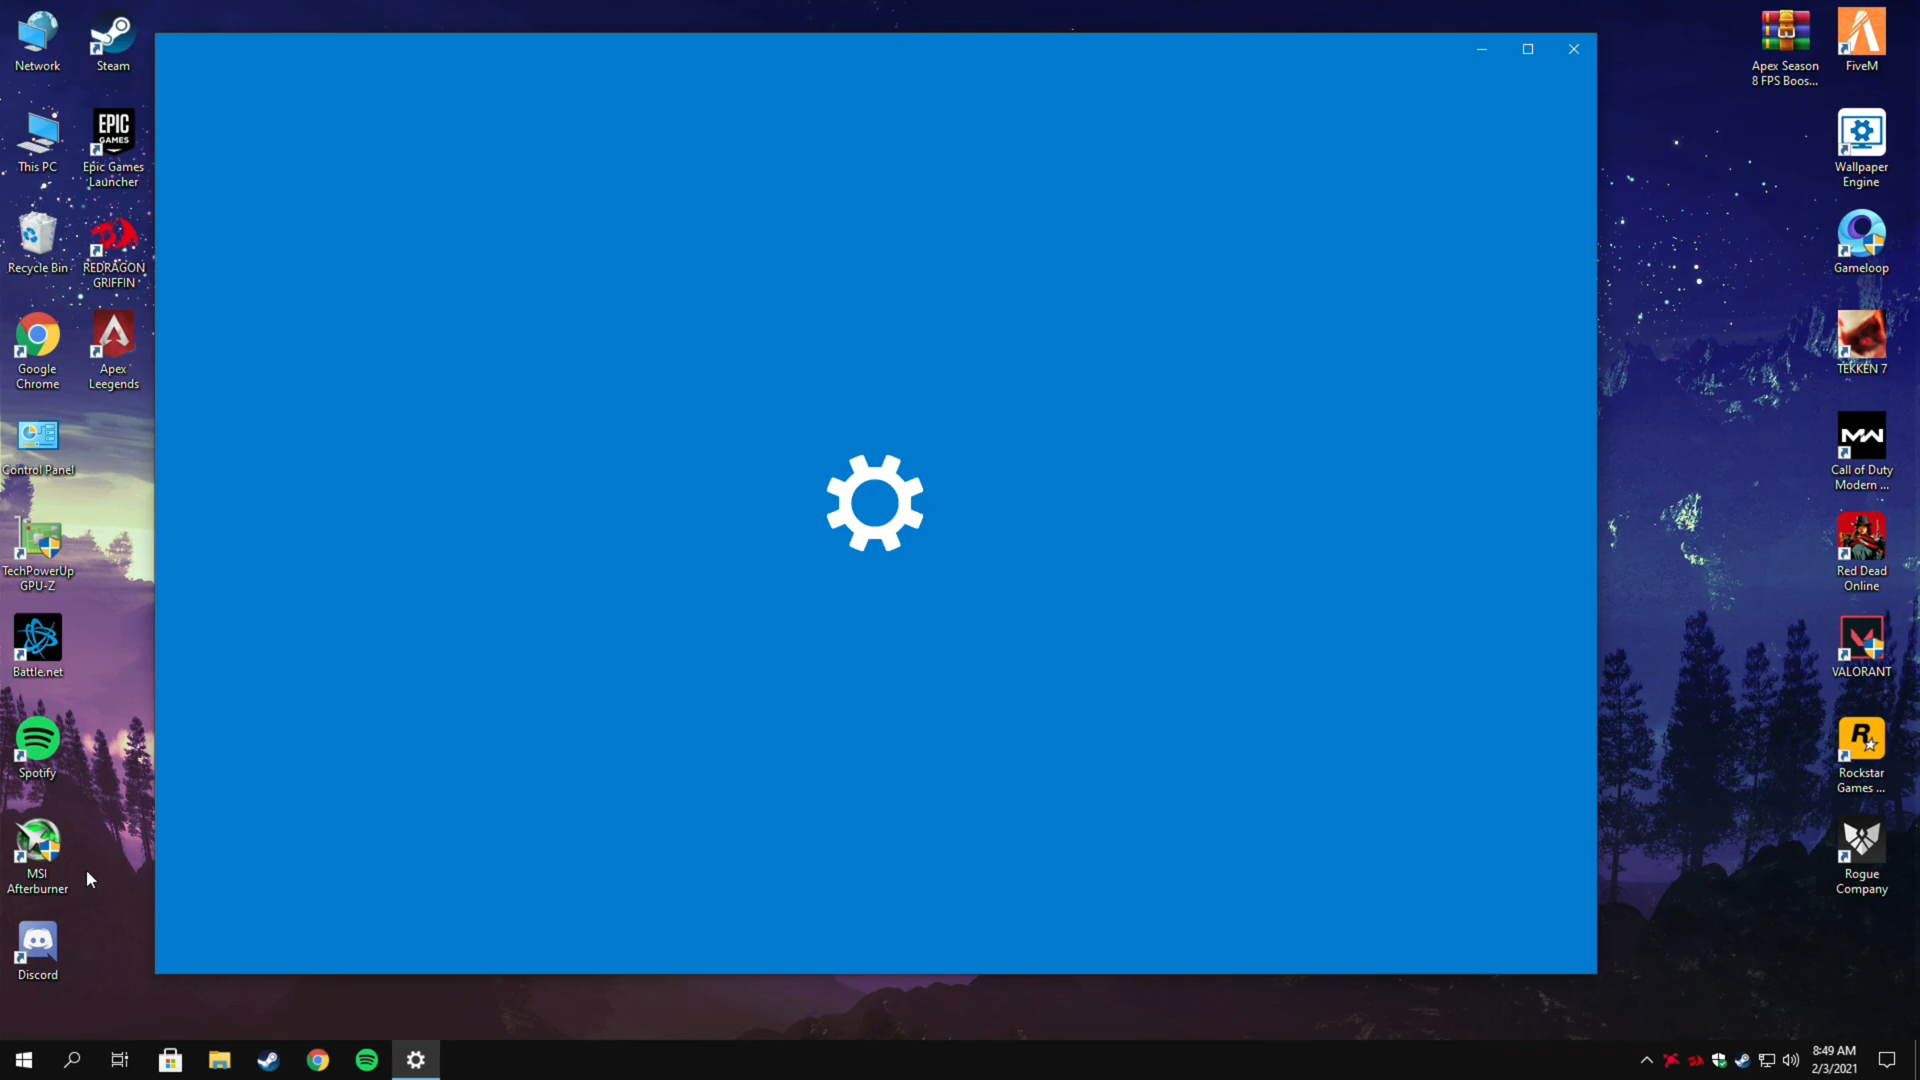 Network
Steam
This PC
EPIC
GAMES
Epic Games
Launcher
Recycle Bin
REDRAGON
GRIFFIN
Google
Chrome
Apex
Leegends
Control Panel
TechPowerUp
GPU-Z
Battle.net
Spotify
MSI
Afterburner
Discord
Apex Season
8 FPS Boos...
FiveM
Wallpaper
Engine
Gameloop
TEKKEN 7
MW
Call of Duty
Modern ...
Red Dead
Online
VALORANT
R
Rockstar
Games ...
Rogue
Company
8:49 AM
2/3/2021